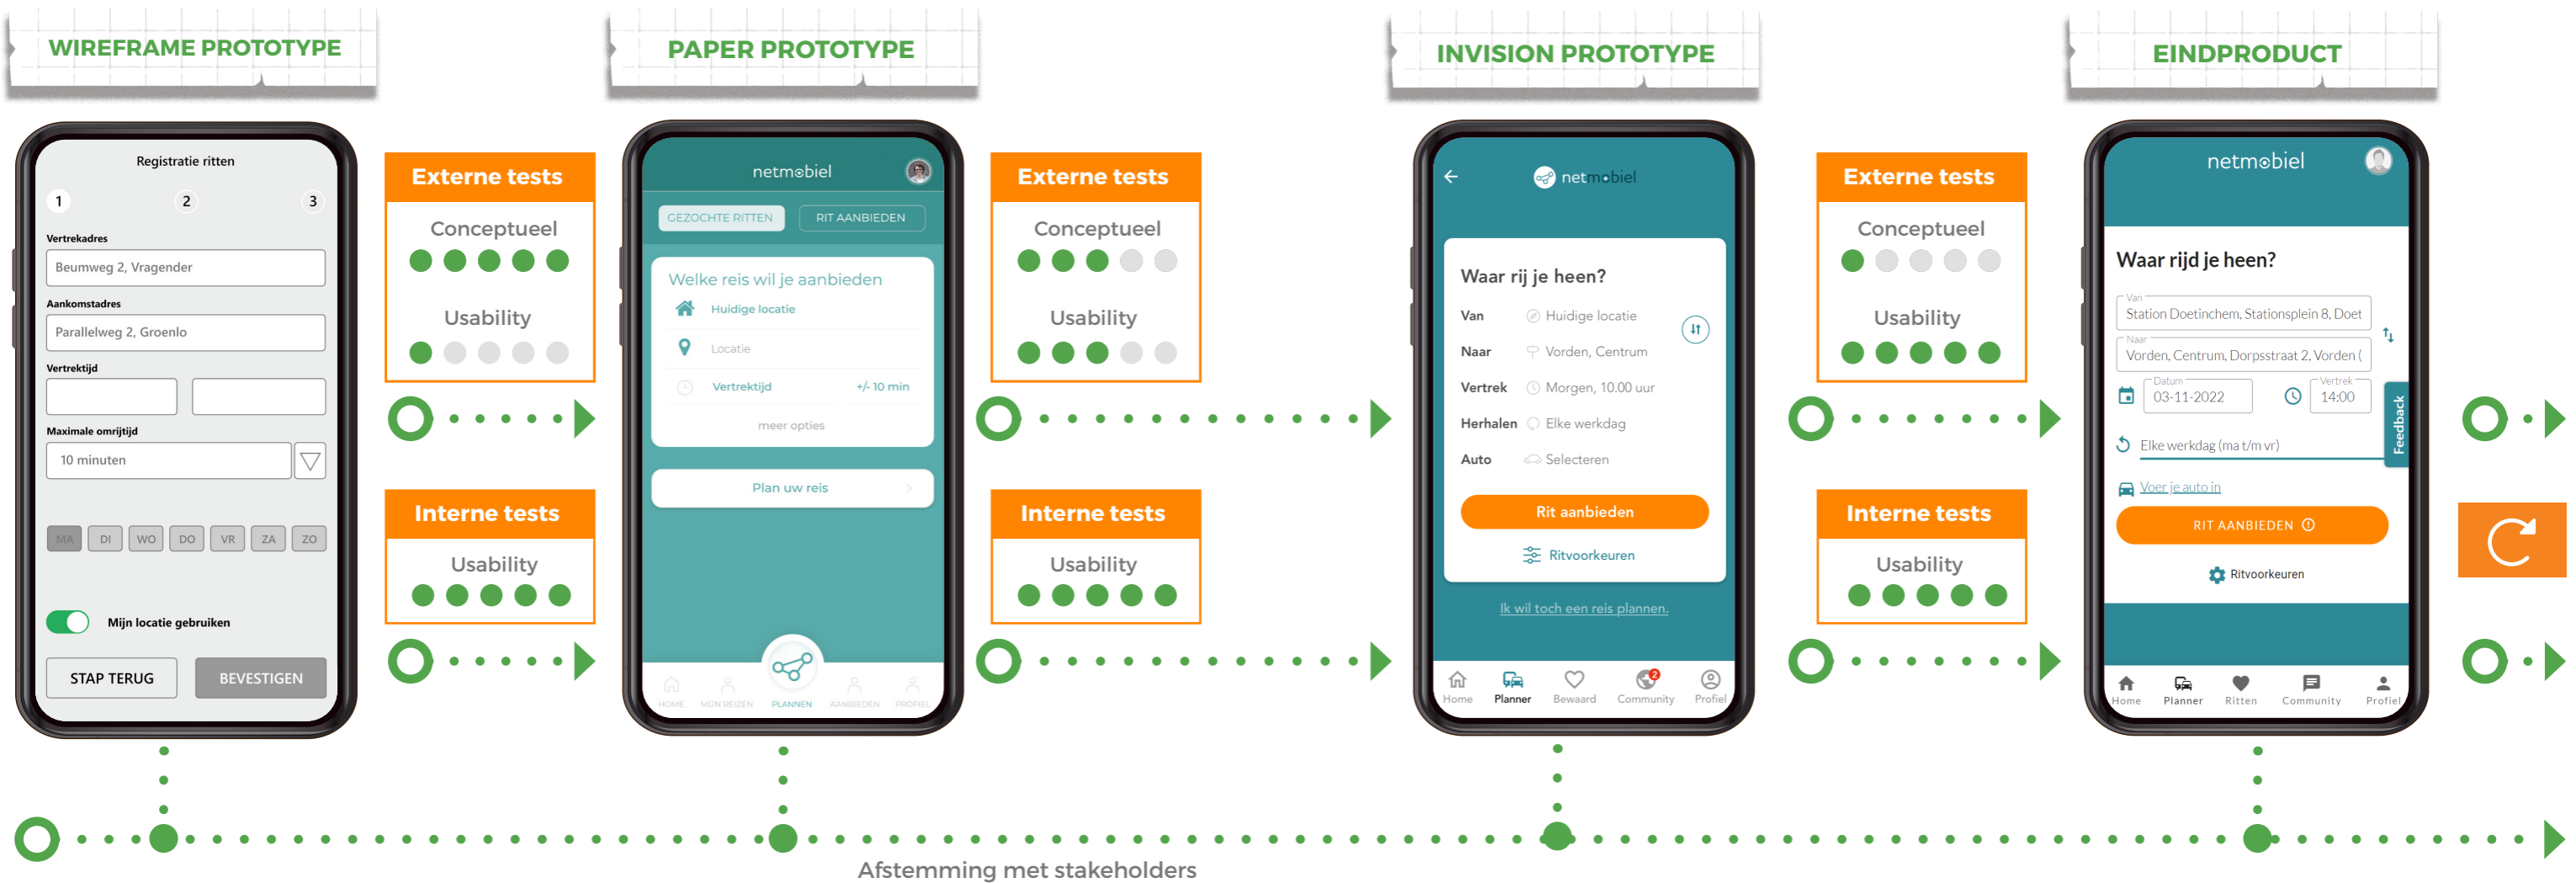 WIREFRAME PROTOTYPE
Registratie ritten
1 2 3
Vertrekadres
Beumweg 2, Vragender
Aankomstadres
Parallelweg 2, Groenlo
Vertrektijd
Maximale omrijtijd
10 minuten
MA DI WO DO VR ZA ZO
Mijn locatie gebruiken
STAP TERUG BEVESTIGEN
Externe tests
Conceptueel
Usability
Interne tests
Usability
PAPER PROTOTYPE
netmobiel
GEZOCHTE RITTEN RIT AANBIEDEN
Welke reis wil je aanbieden
Huidige locatie
Locatie
Vertrektijd +/- 10 min
meer opties
Plan uw reis
HOME MIJN REIZEN PLANNEN AANBIEDEN PROFIEL
Externe tests
Conceptueel
Usability
Interne tests
Usability
INVISION PROTOTYPE
netmobiel
Waar rij je heen?
Van Huidige locatie
Naar Vorden, Centrum
Vertrek Morgen, 10.00 uur
Herhalen Elke werkdag
Auto Selecteren
Rit aanbieden
Ritvoorkeuren
Ik wil toch een reis plannen.
2
Home Planner Bewaard Community Profiel
Externe tests
Conceptueel
Usability
Interne tests
Usability
EINDPRODUCT
netmobiel
Waar rijd je heen?
Van
Station Doetinchem, Stationsplein 8, Doet
Naar
Vorden, Centrum, Dorpsstraat 2, Vorden (
Datum Vertrek
03-11-2022 14:00
Feedback
Elke werkdag (ma t/m vr)
Voer je auto in
RIT AANBIEDEN
Ritvoorkeuren
Home Planner Ritten Community Profiel
Afstemming met stakeholders